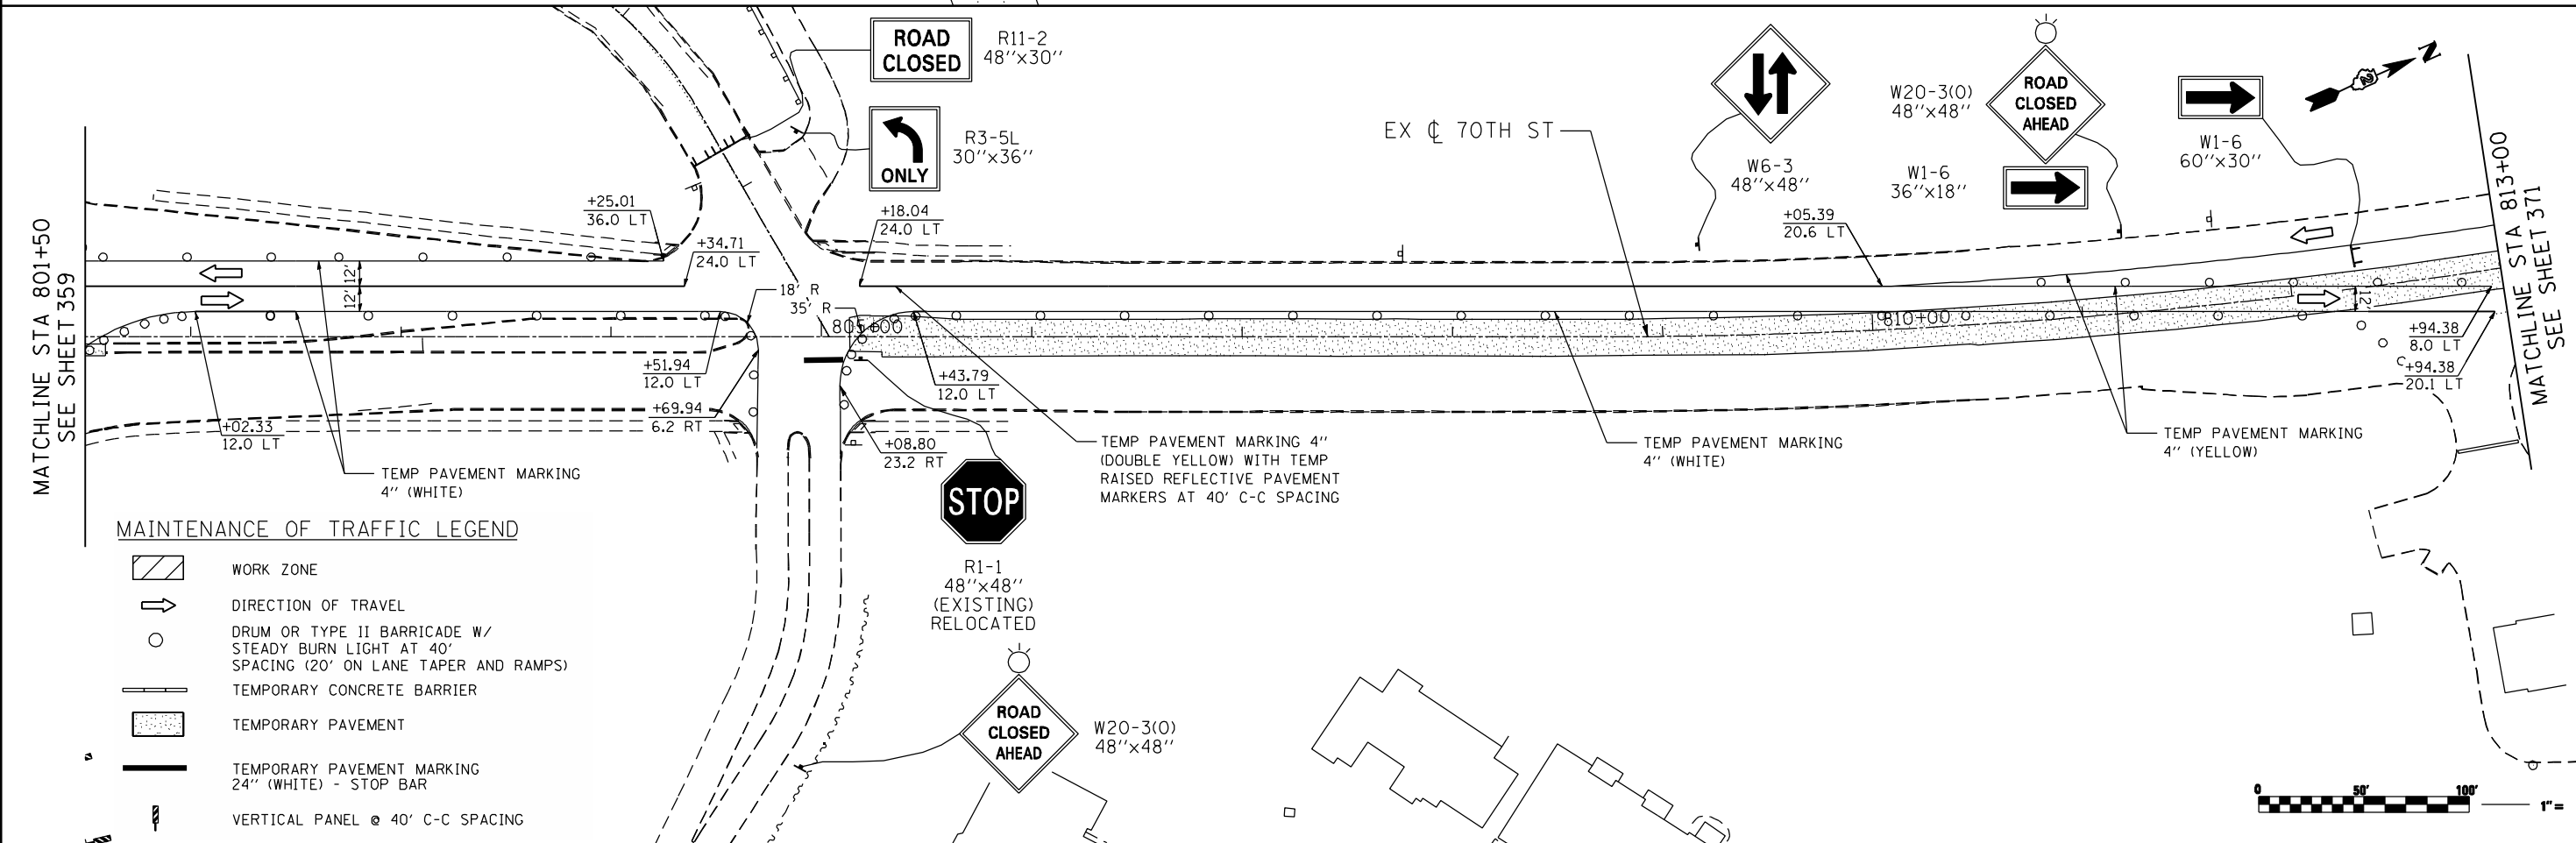 ROAD
CLOSED
R11-2
48''x30''
ONLY
R3-5L
30''x36''
W6-3
48''x48''
W20-3(O)
48''x48''
ROAD
CLOSED
AHEAD
W1-6
36''x18''
W1-6
60''x30''
N
EX ℄ 70TH ST
MATCHLINE STA 801+50
SEE SHEET 359
MATCHLINE STA 813+00
SEE SHEET 371
+25.01
36.0 LT
+34.71
24.0 LT
+18.04
24.0 LT
+05.39
20.6 LT
12'
12'
18' R
35' R
805+00
810+00
12'
+94.38
8.0 LT
+94.38
20.1 LT
+51.94
12.0 LT
+69.94
6.2 RT
+43.79
12.0 LT
+08.80
23.2 RT
+02.33
12.0 LT
TEMP PAVEMENT MARKING
4'' (WHITE)
TEMP PAVEMENT MARKING 4''
(DOUBLE YELLOW) WITH TEMP
RAISED REFLECTIVE PAVEMENT
MARKERS AT 40' C-C SPACING
TEMP PAVEMENT MARKING
4'' (WHITE)
TEMP PAVEMENT MARKING
4'' (YELLOW)
STOP
R1-1
48''x48''
(EXISTING)
RELOCATED
ROAD
CLOSED
AHEAD
W20-3(O)
48''x48''
MAINTENANCE OF TRAFFIC LEGEND
WORK ZONE
DIRECTION OF TRAVEL
DRUM OR TYPE II BARRICADE W/
STEADY BURN LIGHT AT 40'
SPACING (20' ON LANE TAPER AND RAMPS)
TEMPORARY CONCRETE BARRIER
TEMPORARY PAVEMENT
TEMPORARY PAVEMENT MARKING
24'' (WHITE) - STOP BAR
VERTICAL PANEL @ 40' C-C SPACING
0 50' 100'
1"=